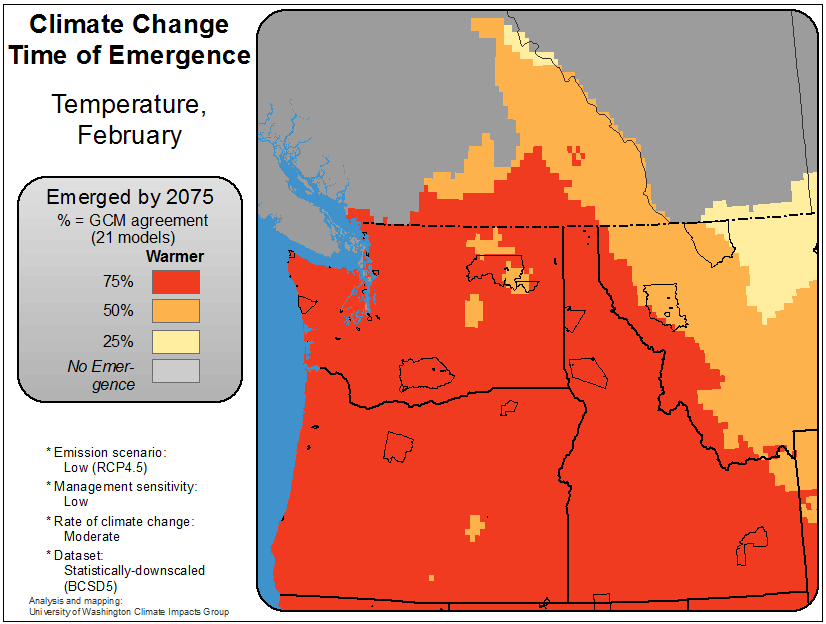 Climate Change
Time of Emergence
Temperature,
February
Emerged by 2075
% = GCM agreement
(21 models)
Warmer
75%
50%
25%
No Emer-
gence
* Emission scenario:
Low (RCP4.5)
* Management sensitivity:
Low
* Rate of climate change:
Moderate
* Dataset:
Statistically-downscaled
(BCSD5)
Analysis and mapping:
University of Washington Climate Impacts Group